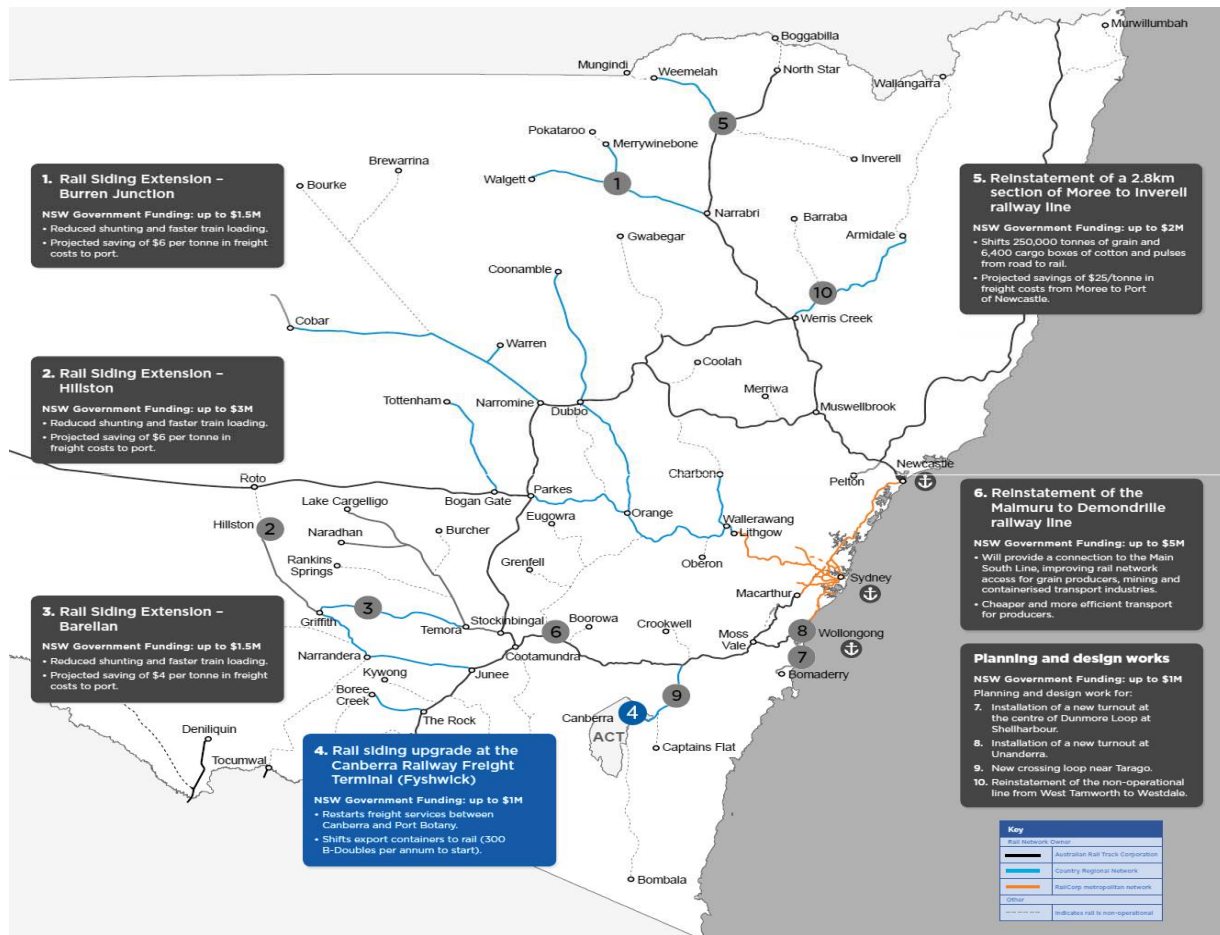 Murwillumbah
Boggabilla
Mungindi
Weemelah
North Star
Wallangarra
5
Pokataroo
Merrywinebone
Inverell
Brewarrina
Bourke
Walgett
1
Narrabri
Barraba
Armidale
Gwabegar
1. Rail Siding Extension –
Burren Junction
NSW Government Funding: up to $1.5M
• Reduced shunting and faster train loading.
• Projected saving of $6 per tonne in freight
costs to port.
5. Reinstatement of a 2.8km
section of Moree to Inverell
railway line
NSW Government Funding: up to $2M
• Shifts 250,000 tonnes of grain and
6,400 cargo boxes of cotton and pulses
from road to rail.
• Projected savings of $25/tonne in
freight costs from Moree to Port
of Newcastle.
Coonamble
10
Werris Creek
Cobar
Warren
Coolah
Merriwa
2. Rail Siding Extension –
Hillston
NSW Government Funding: up to $3M
• Reduced shunting and faster train loading.
• Projected saving of $6 per tonne in
freight costs to port.
Tottenham
Narromine
Dubbo
Muswellbrook
Charbon
Newcastle
Pelton
Roto
Lake Cargelligo
Bogan Gate
Parkes
Hillston
2
Naradhan
Burcher
Eugowra
Orange
Wallerawang
Lithgow
Rankins
Springs
Grenfell
Oberon
Sydney
Macarthur
6. Reinstatement of the
Maimuru to Demondrille
railway line
NSW Government Funding: up to $5M
• Will provide a connection to the Main
South Line, improving rail network
access for grain producers, mining and
containerised transport industries.
• Cheaper and more efficient transport
for producers.
3. Rail Siding Extension –
Barellan
NSW Government Funding: up to $1.5M
• Reduced shunting and faster train loading.
• Projected saving of $4 per tonne in freight
costs to port.
3
Griffith
Temora
Stockinbingal
6
Boorowa
Crookwell
Moss
Vale
8
Wollongong
7
Bomaderry
Narrandera
Cootamundra
Kywong
Junee
Boree
Creek
The Rock
9
Canberra
4
ACT
Captains Flat
Deniliquin
Tocumwal
4. Rail siding upgrade at the
Canberra Railway Freight
Terminal (Fyshwick)
NSW Government Funding: up to $1M
• Restarts freight services between
Canberra and Port Botany.
• Shifts export containers to rail (300
B-Doubles per annum to start).
Bombala
Planning and design works
NSW Government Funding: up to $1M
Planning and design work for:
7. Installation of a new turnout at
the centre of Dunmore Loop at
Shellharbour.
8. Installation of a new turnout at
Unanderra.
9. New crossing loop near Tarago.
10. Reinstatement of the non-operational
line from West Tamworth to Westdale.
Key
Rail Network Owner
Australian Rail Track Corporation
Country Regional Network
RailCorp metropolitan network
Other
Indicates rail is non-operational